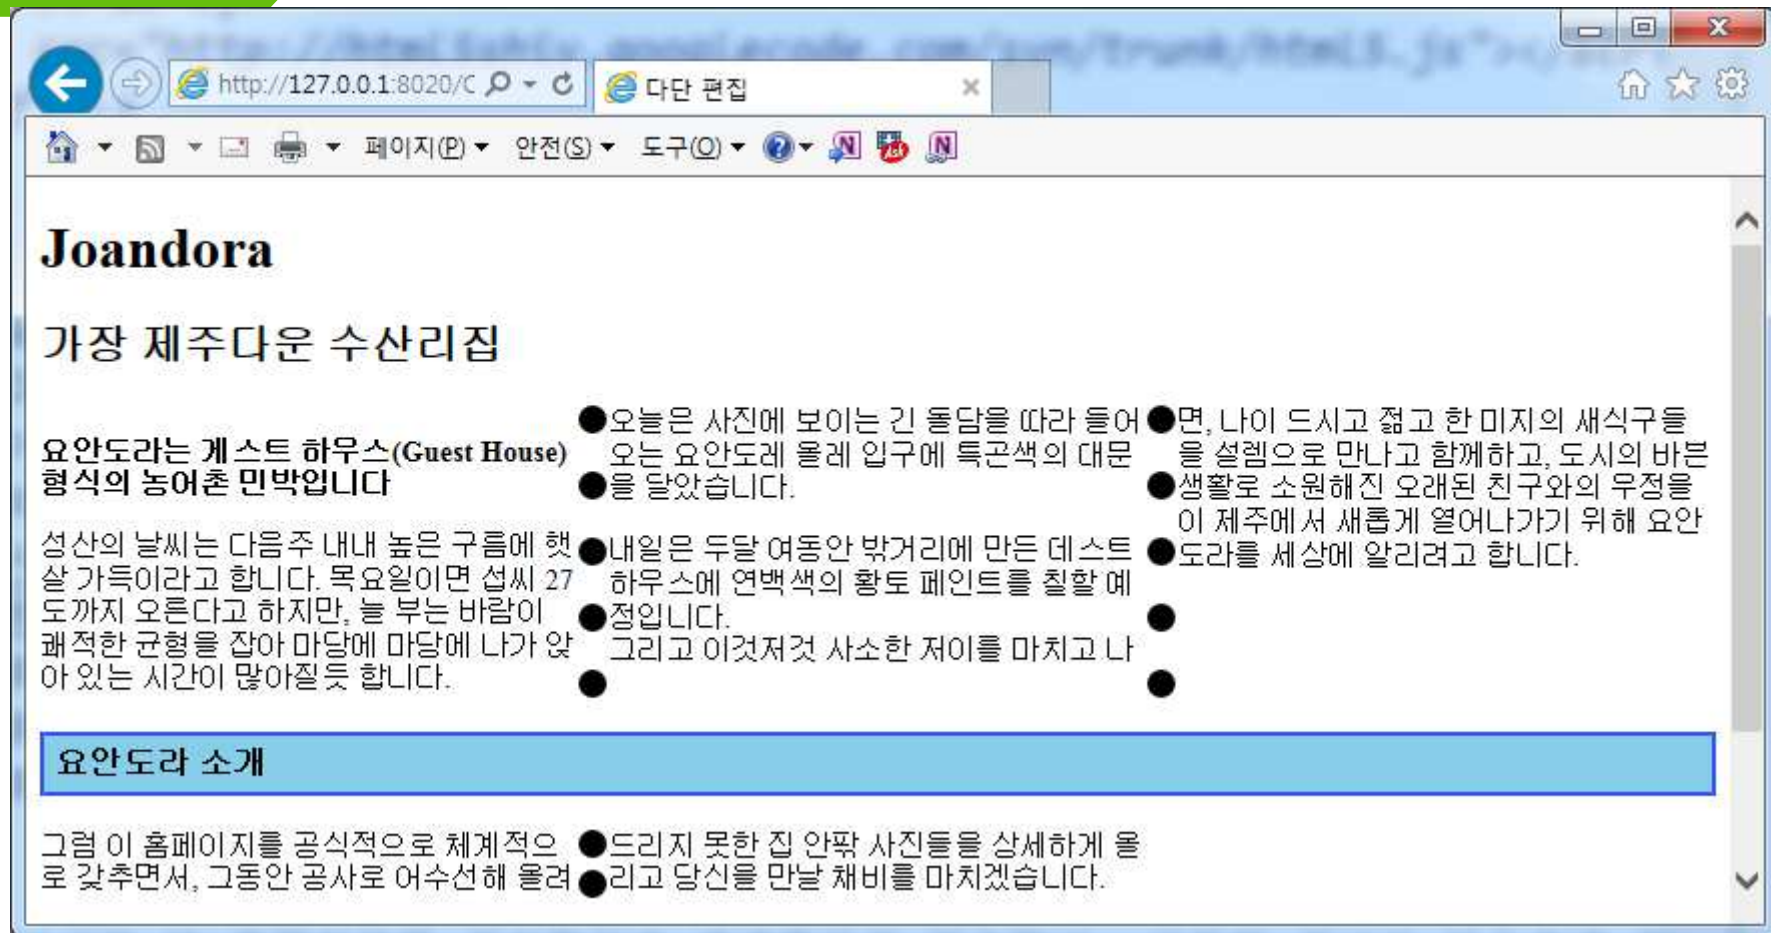 src="http://html5shiv.googlecode.com/svn/trunk/html5.js"></
http://127.0.0.1:8020/C
다단 편집
페이지(P) 안전(S) 도구(O)
Joandora
가장 제주다운 수산리집
요안도라는 게스트 하우스(Guest House)
형식의 농어촌 민박입니다
성산의 날씨는 다음주 내내 높은 구름에 햇
살 가득이라고 합니다. 목요일이면 섭씨 27
도까지 오른다고 하지만, 늘 부는 바람이
쾌적한 균형을 잡아 마당에 마당에 나가 앉
아 있는 시간이 많아질듯 합니다.
오늘은 사진에 보이는 긴 돌담을 따라 들어
오는 요안도레 올레 입구에 특곤색의 대문
을 달았습니다.
내일은 두달 여동안 밖거리에 만든 데스트
하우스에 연백색의 황토 페인트를 칠할 예
정입니다.
그리고 이것저것 사소한 저이를 마치고 나
면, 나이 드시고 젊고 한 미지의 새식구들
을 설렘으로 만나고 함께하고, 도시의 바쁜
생활로 소원해진 오래된 친구와의 우정을
이 제주에서 새롭게 열어나가기 위해 요안
도라를 세상에 알리려고 합니다.
요안도라 소개
그럼 이 홈페이지를 공식적으로 체계적으
로 갖추면서, 그동안 공사로 어수선해 올려
드리지 못한 집 안팎 사진들을 상세하게 올
리고 당신을 만날 채비를 마치겠습니다.